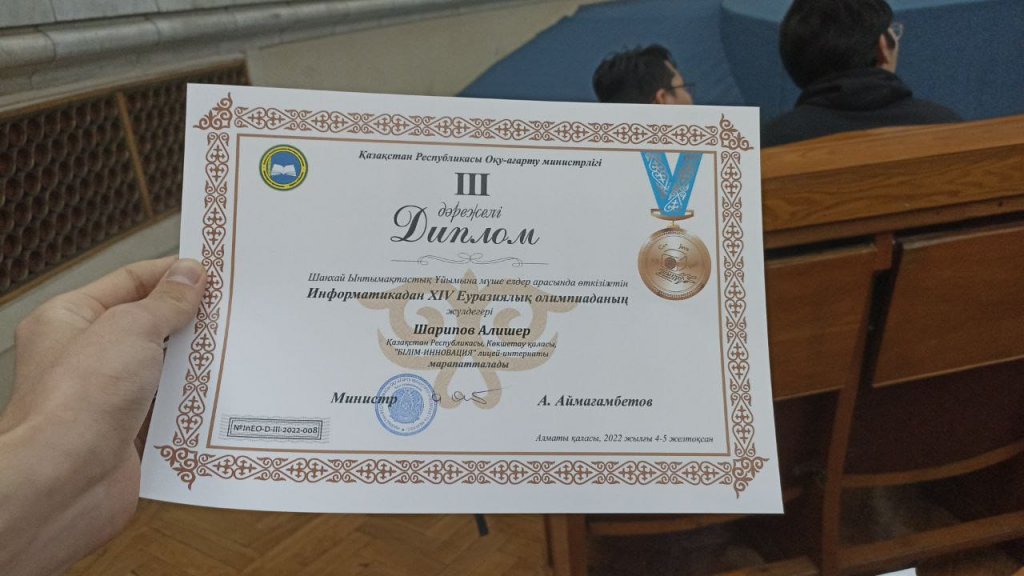 Қазақстан Республикасы Оқу-ағарту министрлігі
III
дәрежелі
Диплом
Шанхай Ынтымақтастық Ұйымына мүше елдер арасында өткізілетін
Информатикадан XIV Еуразиялық олимпиаданың
жүлдегері
Шарипов Алишер
Қазақстан Республикасы, Көкшетау қаласы,
"БІЛІМ-ИННОВАЦИЯ" лицей-интернаты
марапатталады
Министр
А. Аймагамбетов
№InEO-D-III-2022-008
Алматы қаласы, 2022 жылғы 4-5 желтоқсан